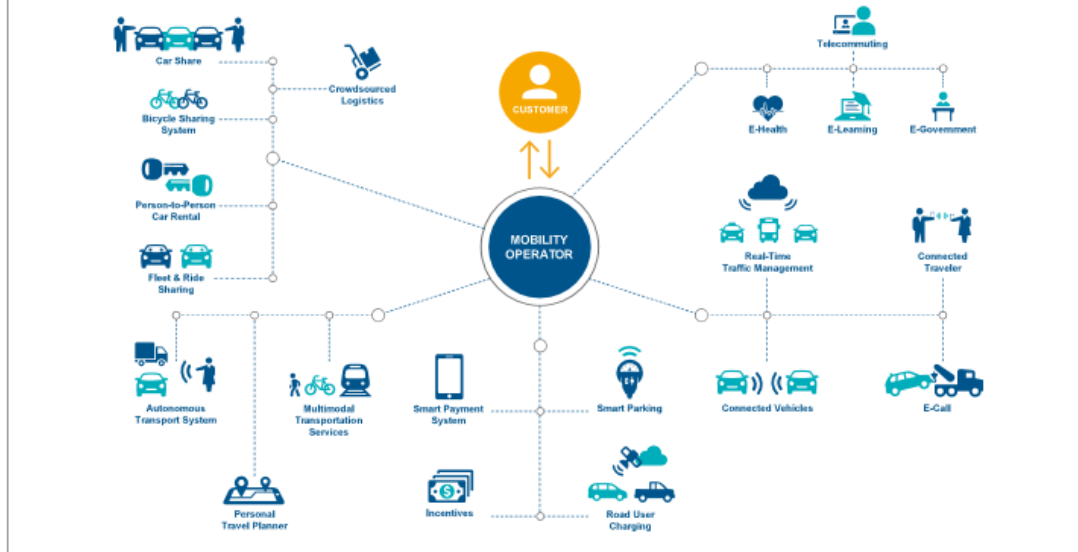 Car Share
Crowdsourced
Logistics
Bicycle Sharing
System
Person-to-Person
Car Rental
Fleet & Ride
Sharing
CUSTOMER
MOBILITY
OPERATOR
Telecommuting
E-Health
E-Learning
E-Government
Real-Time
Traffic Management
Connected
Traveler
Autonomous
Transport System
Multimodal
Transportation
Services
Personal
Travel Planner
Smart Payment
System
Smart Parking
Incentives
Road User
Charging
Connected Vehicles
E-Call